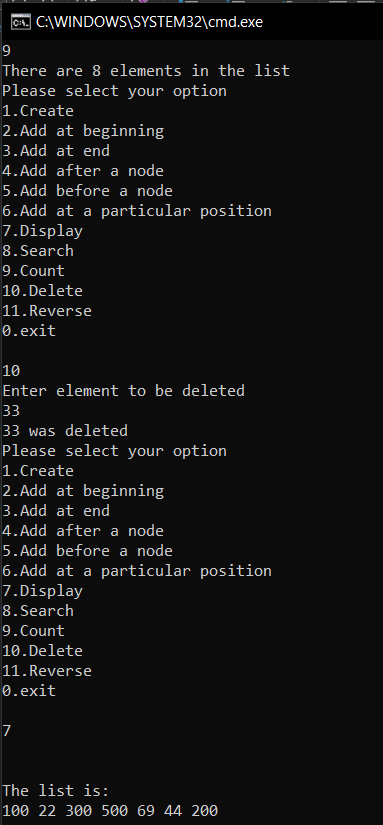 C:\WINDOWS\SYSTEM32\cmd.exe
9
There are 8 elements in the list
Please select your option
1.Create
2.Add at beginning
3.Add at end
4.Add after a node
5.Add before a node
6.Add at a particular position
7.Display
8.Search
9.Count
10.Delete
11.Reverse
0.exit
10
Enter element to be deleted
33
33 was deleted
Please select your option
1.Create
2.Add at beginning
3.Add at end
4.Add after a node
5.Add before a node
6.Add at a particular position
7.Display
8.Search
9.Count
10.Delete
11.Reverse
0.exit
7
The list is:
100 22 300 500 69 44 200